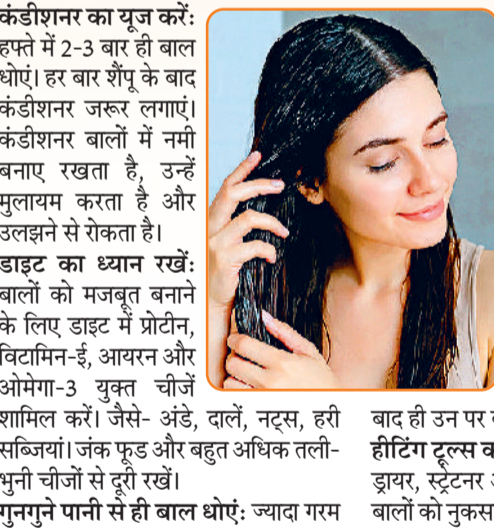 कंडीशनर का यूज करें:
हफ्ते में 2-3 बार ही बाल
धोएं। हर बार शैंपू के बाद
कंडीशनर जरूर लगाएं।
कंडीशनर बालों में नमी
बनाए रखता है, उन्हें
मुलायम करता है और
उलझने से रोकता है।
डाइट का ध्यान रखें:
बालों को मजबूत बनाने
के लिए डाइट में प्रोटीन,
विटामिन-ई, आयरन और
ओमेगा-3 युक्त चीजें
शामिल करें। जैसे- अंडे, दालें, नट्स, हरी
सब्जियां। जंक फूड और बहुत अधिक तली-
भुनी चीजों से दूरी रखें।
गुनगुने पानी से ही बाल धोएं: ज्यादा गरम
बाद ही उन पर
हीटिंग टूल्स
ड्रायर, स्ट्रेटनर
बालों को